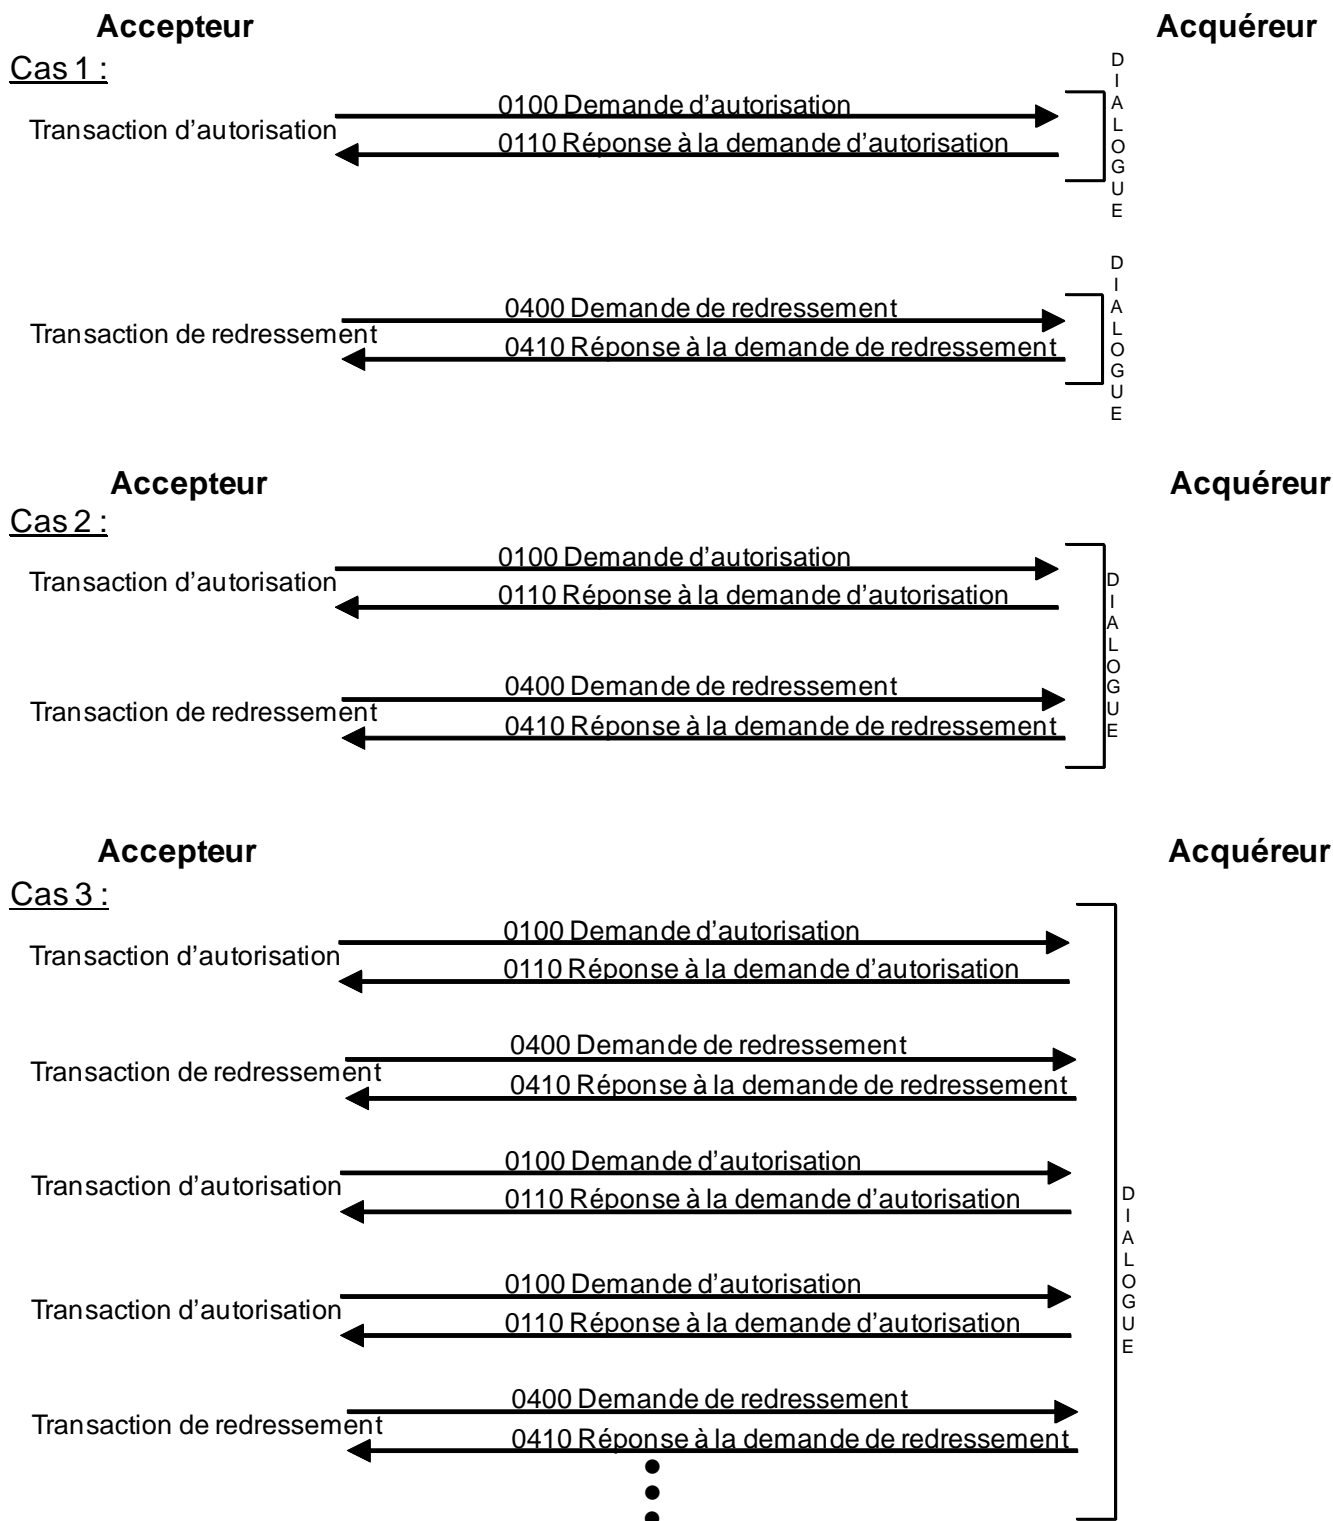 Accepteur Acquéreur
Cas 1 :
Transaction d’autorisation
0100 Demande d’autorisation
0110 Réponse à la demande d’autorisation
DIALOGUE
Transaction de redressement
0400 Demande de redressement
0410 Réponse à la demande de redressement
DIALOGUE
Accepteur Acquéreur
Cas 2 :
Transaction d’autorisation
0100 Demande d’autorisation
0110 Réponse à la demande d’autorisation
Transaction de redressement
0400 Demande de redressement
0410 Réponse à la demande de redressement
DIALOGUE
Accepteur Acquéreur
Cas 3 :
Transaction d’autorisation
0100 Demande d’autorisation
0110 Réponse à la demande d’autorisation
Transaction de redressement
0400 Demande de redressement
0410 Réponse à la demande de redressement
Transaction d’autorisation
0100 Demande d’autorisation
0110 Réponse à la demande d’autorisation
Transaction d’autorisation
0100 Demande d’autorisation
0110 Réponse à la demande d’autorisation
Transaction de redressement
0400 Demande de redressement
0410 Réponse à la demande de redressement
DIALOGUE